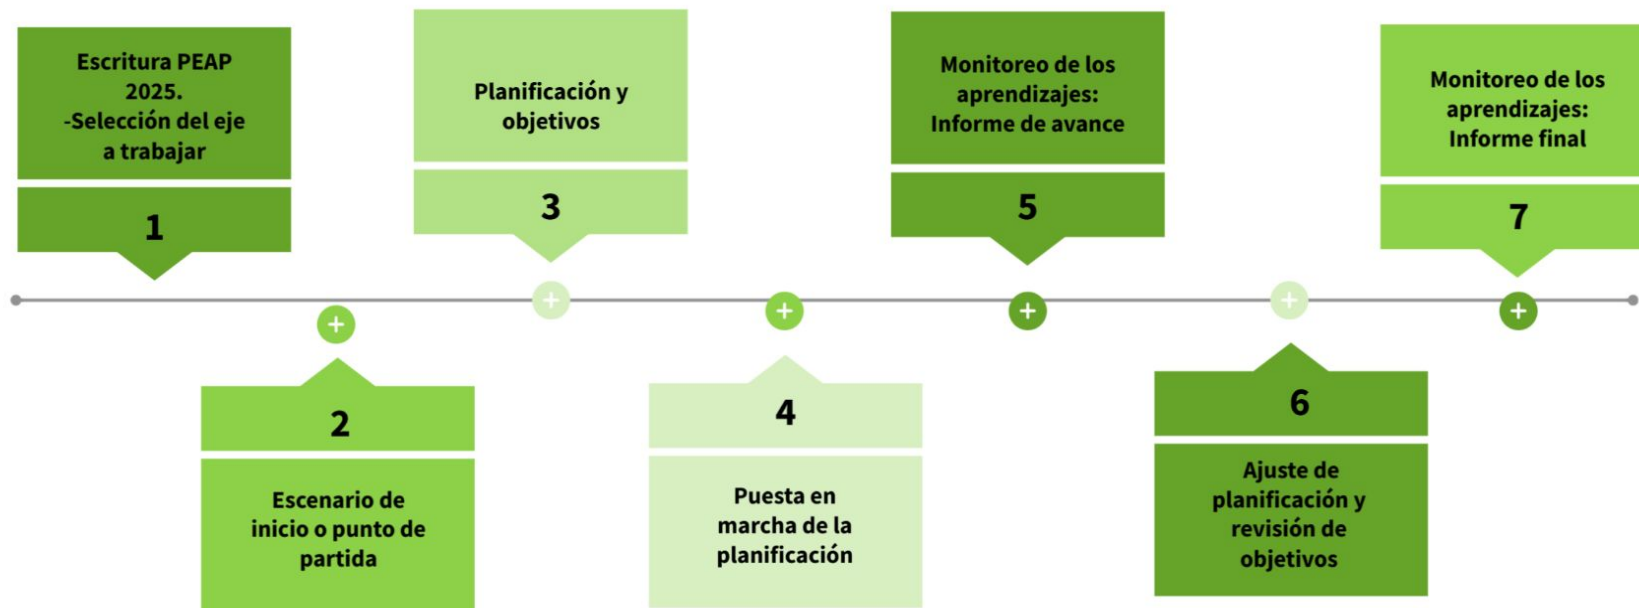 Escritura PEAP
2025.
-Selección del eje
a trabajar
1
2
Escenario de
inicio o punto de
partida
Planificación y
objetivos
3
4
Puesta en
marcha de la
planificación
Monitoreo de los
aprendizajes:
Informe de avance
5
6
Ajuste de
planificación y
revisión de
objetivos
Monitoreo de los
aprendizajes:
Informe final
7